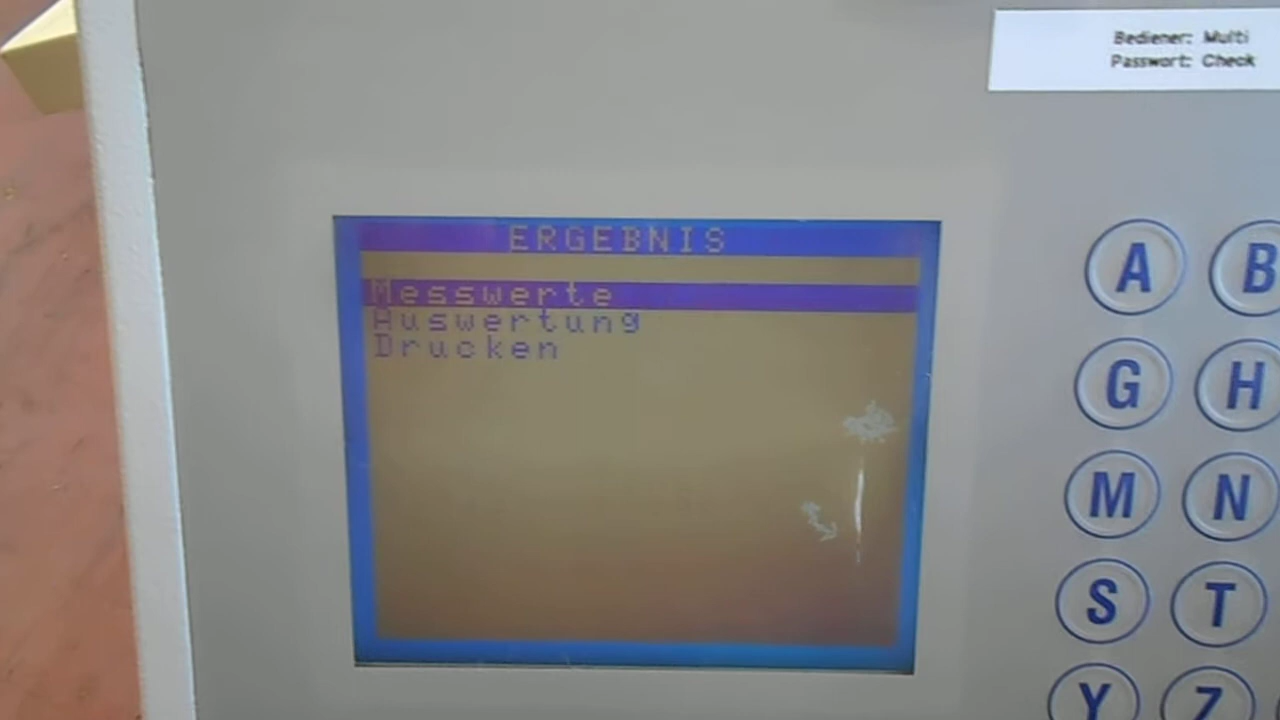 Bediener: Multi
Passwort: Check
ERGEBNIS
Messwerte
Auswertung
Drucken
A B
G H
M N
S T
Y Z